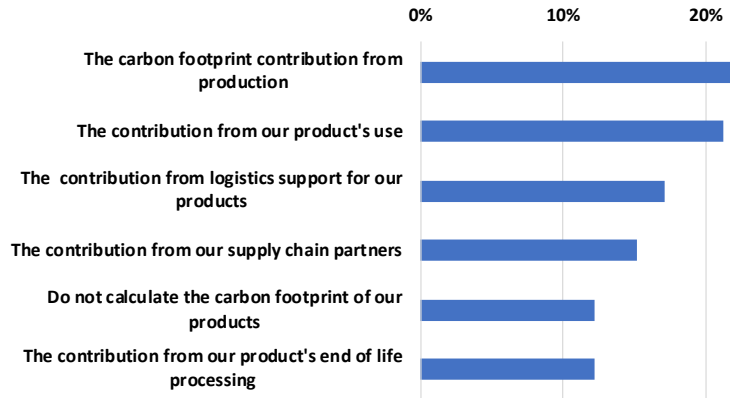 0% 10% 20%
The carbon footprint contribution from
production
The contribution from our product's use
The contribution from logistics support for our
products
The contribution from our supply chain partners
Do not calculate the carbon footprint of our
products
The contribution from our product's end of life
processing